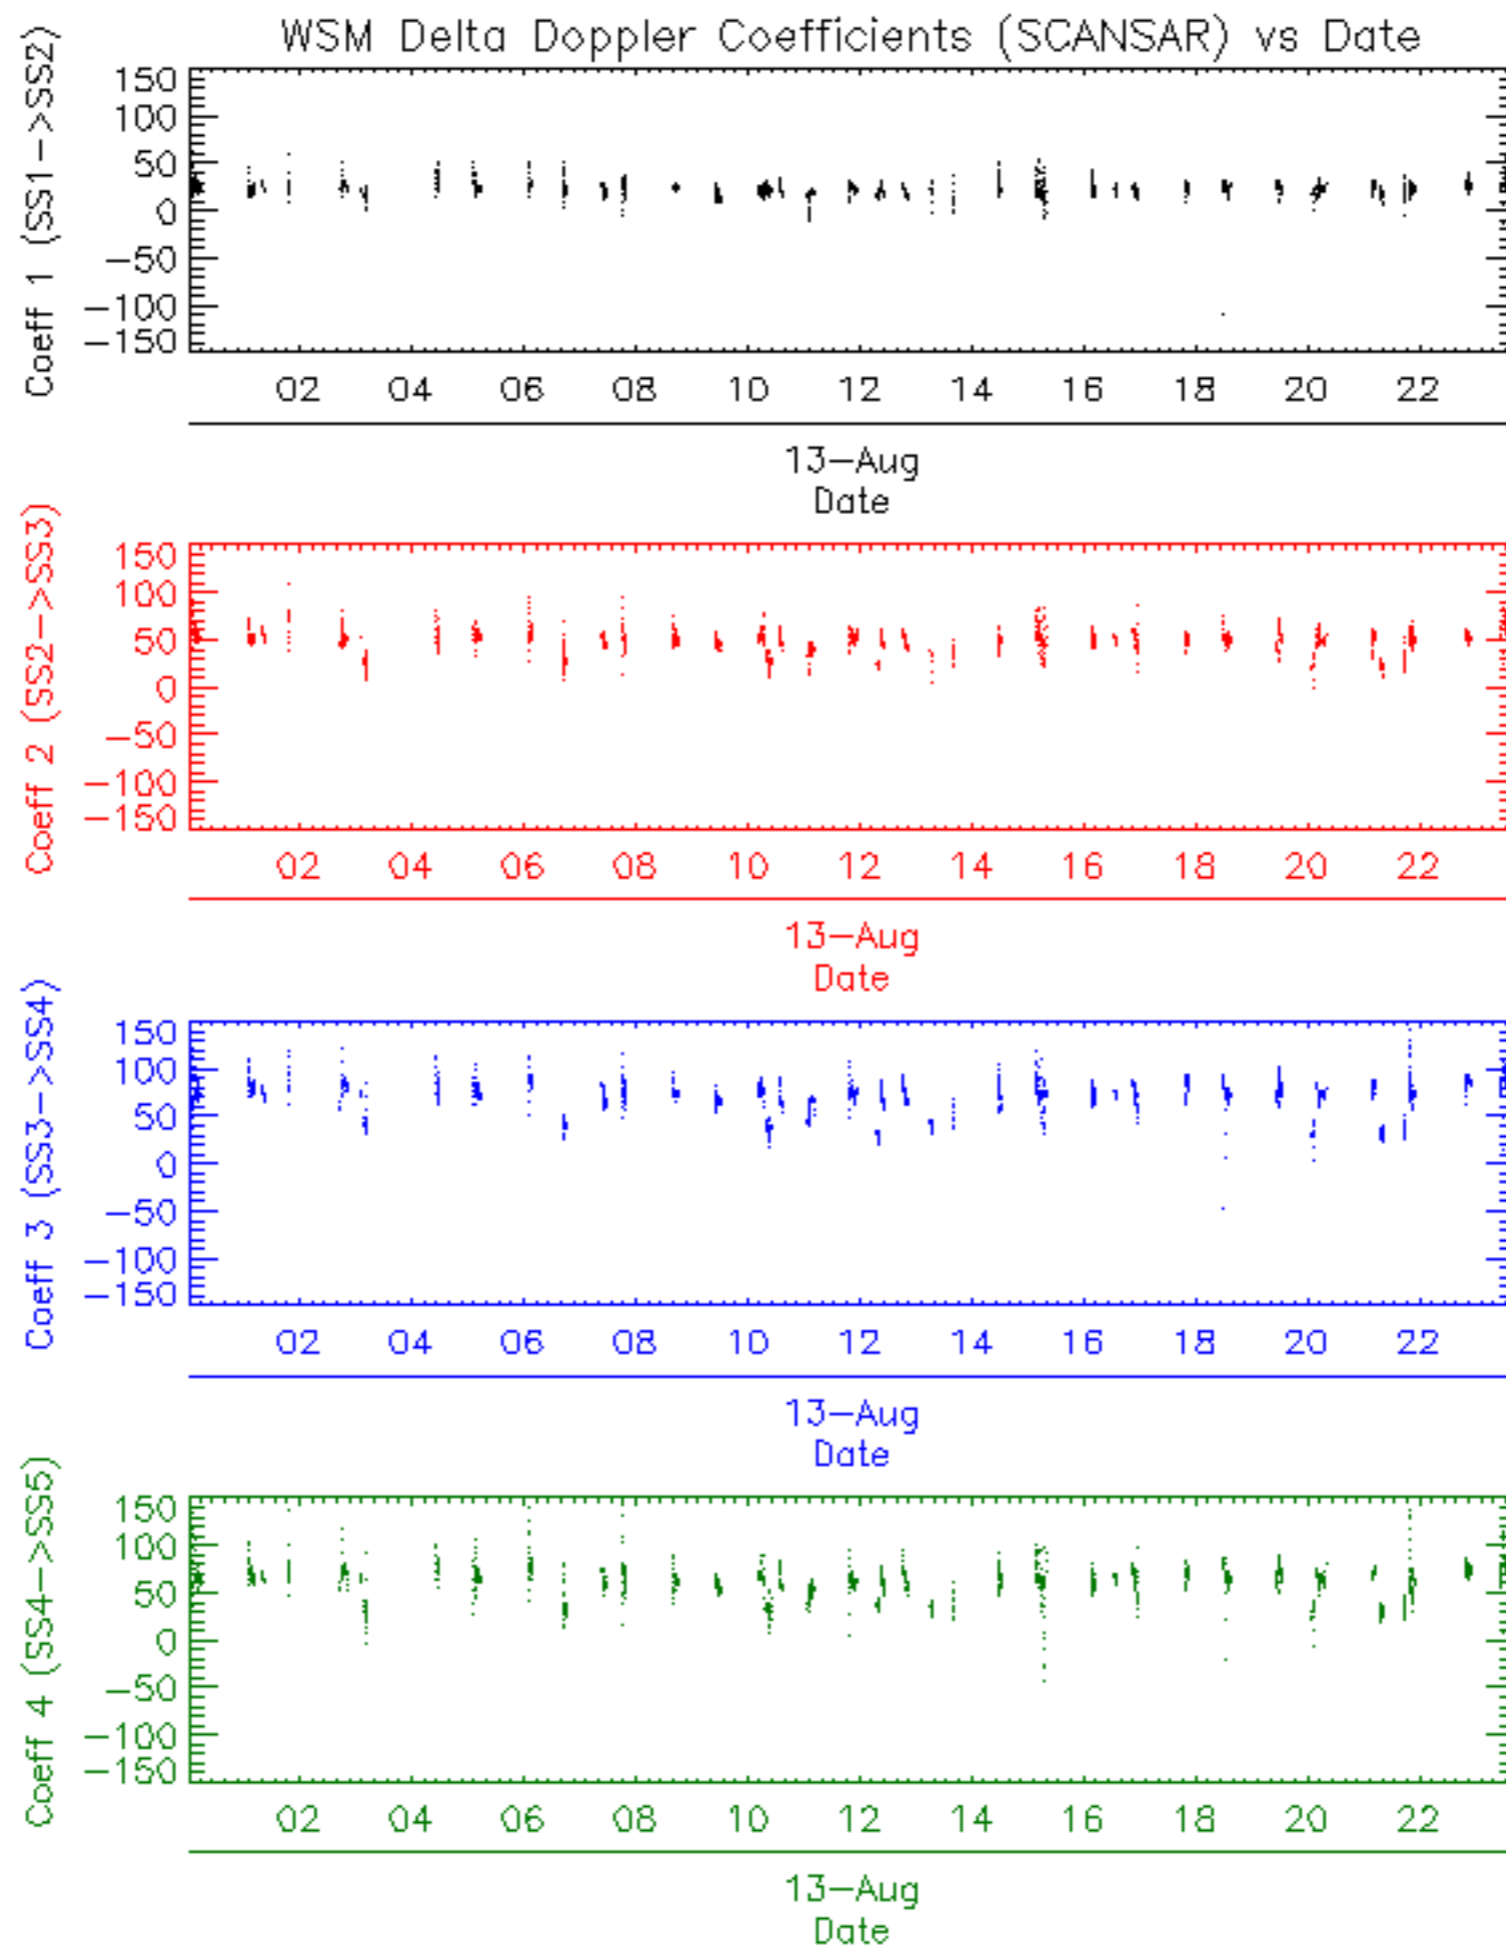 WSM Delta Doppler Coefficients (SCANSAR) vs Date
Coeff 1 (SS1->SS2)
150
100
50
0
-50
-100
-150
02 04 06 08 10 12 14 16 18 20 22
13-Aug
Date
Coeff 2 (SS2->SS3)
150
100
50
0
-50
-100
-150
02 04 06 08 10 12 14 16 18 20 22
13-Aug
Date
Coeff 3 (SS3->SS4)
150
100
50
0
-50
-100
-150
02 04 06 08 10 12 14 16 18 20 22
13-Aug
Date
Coeff 4 (SS4->SS5)
150
100
50
0
-50
-100
-150
02 04 06 08 10 12 14 16 18 20 22
13-Aug
Date